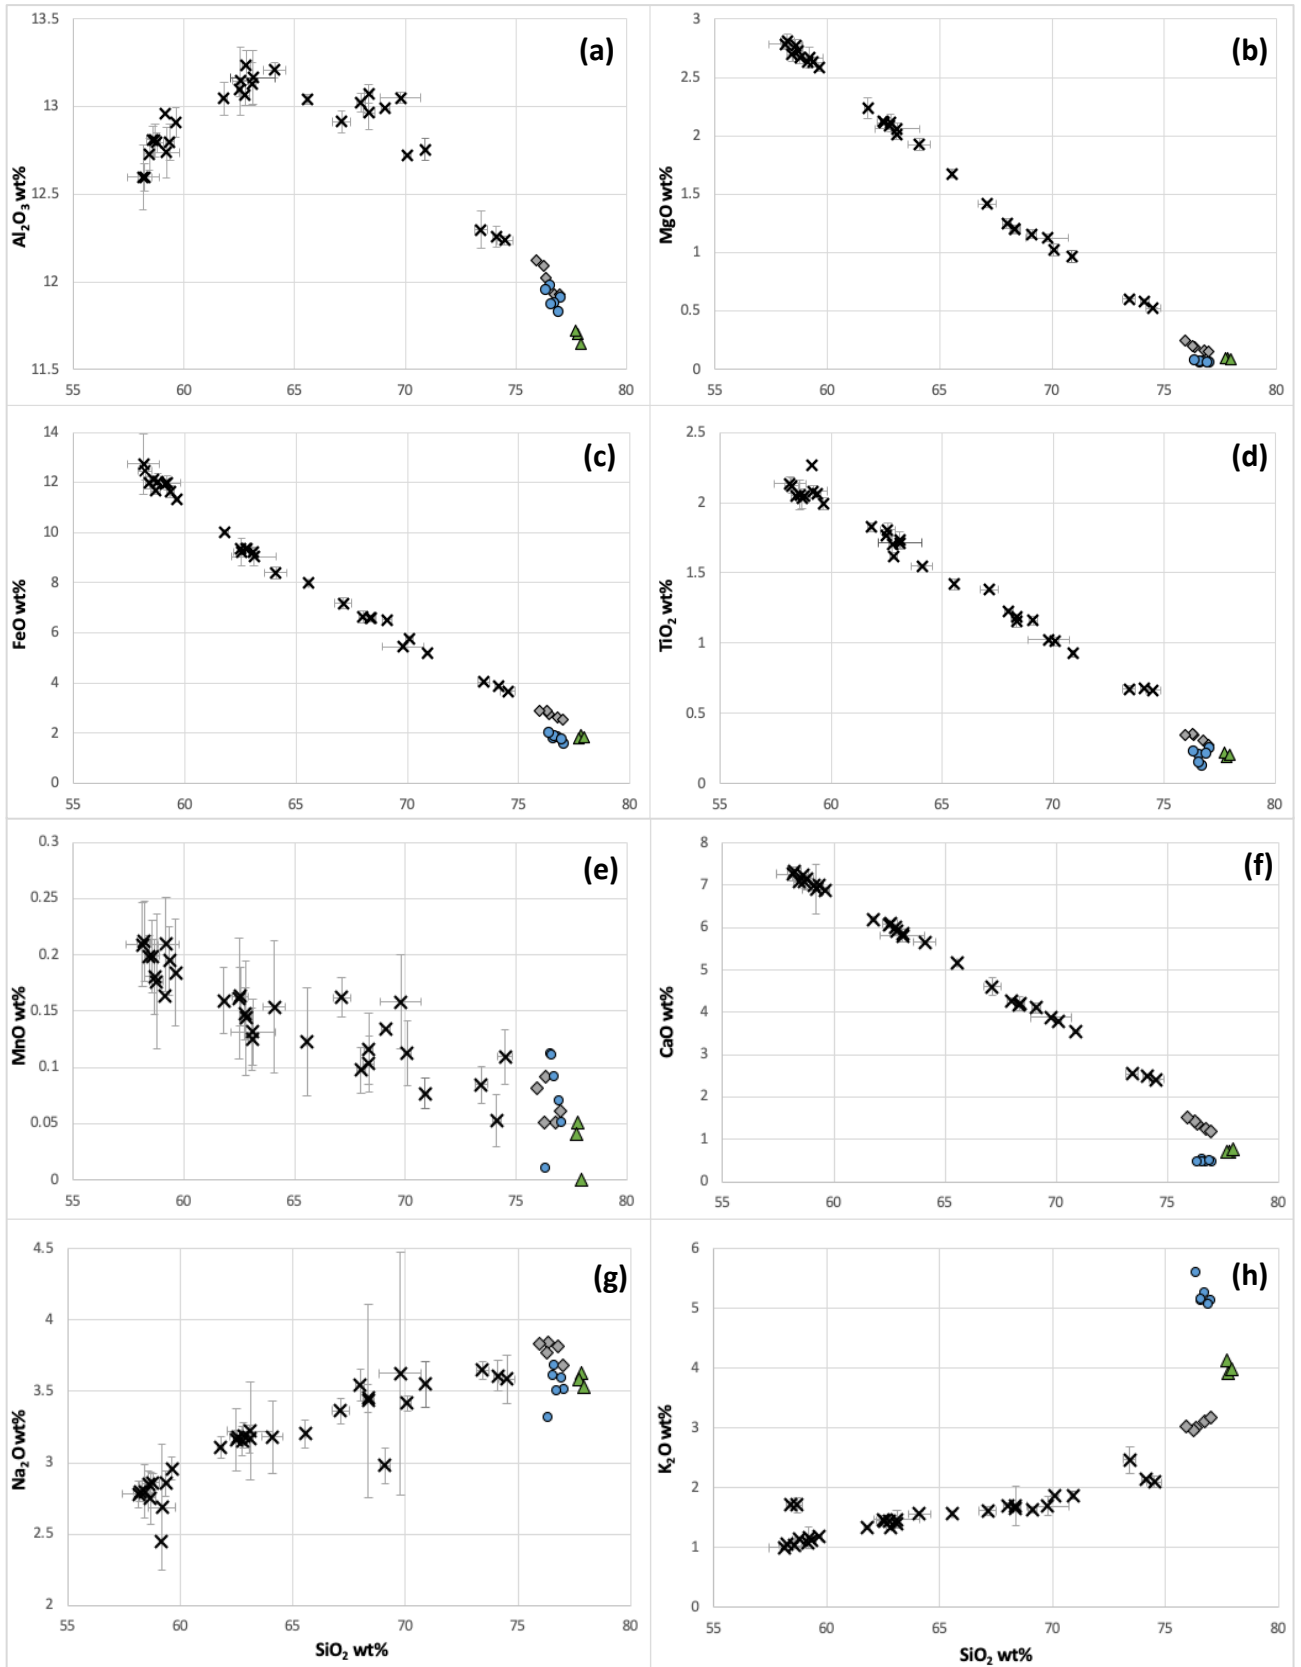 (a)
13.5
13
12.5
12
11.5
Al₂O₃ wt%
55 60 65 70 75 80
(b)
3
2.5
2
1.5
1
0.5
0
MgO wt%
55 60 65 70 75 80
(c)
14
12
10
8
6
4
2
0
FeO wt%
55 60 65 70 75 80
(d)
2.5
2
1.5
1
0.5
0
TiO₂ wt%
55 60 65 70 75 80
(e)
0.3
0.25
0.2
0.15
0.1
0.05
0
MnO wt%
55 60 65 70 75 80
(f)
8
7
6
5
4
3
2
1
0
CaO wt%
55 60 65 70 75 80
(g)
4.5
4
3.5
3
2.5
2
Na₂O wt%
55 60 65 70 75 80
SiO₂ wt%
(h)
6
5
4
3
2
1
0
K₂O wt%
55 60 65 70 75 80
SiO₂ wt%